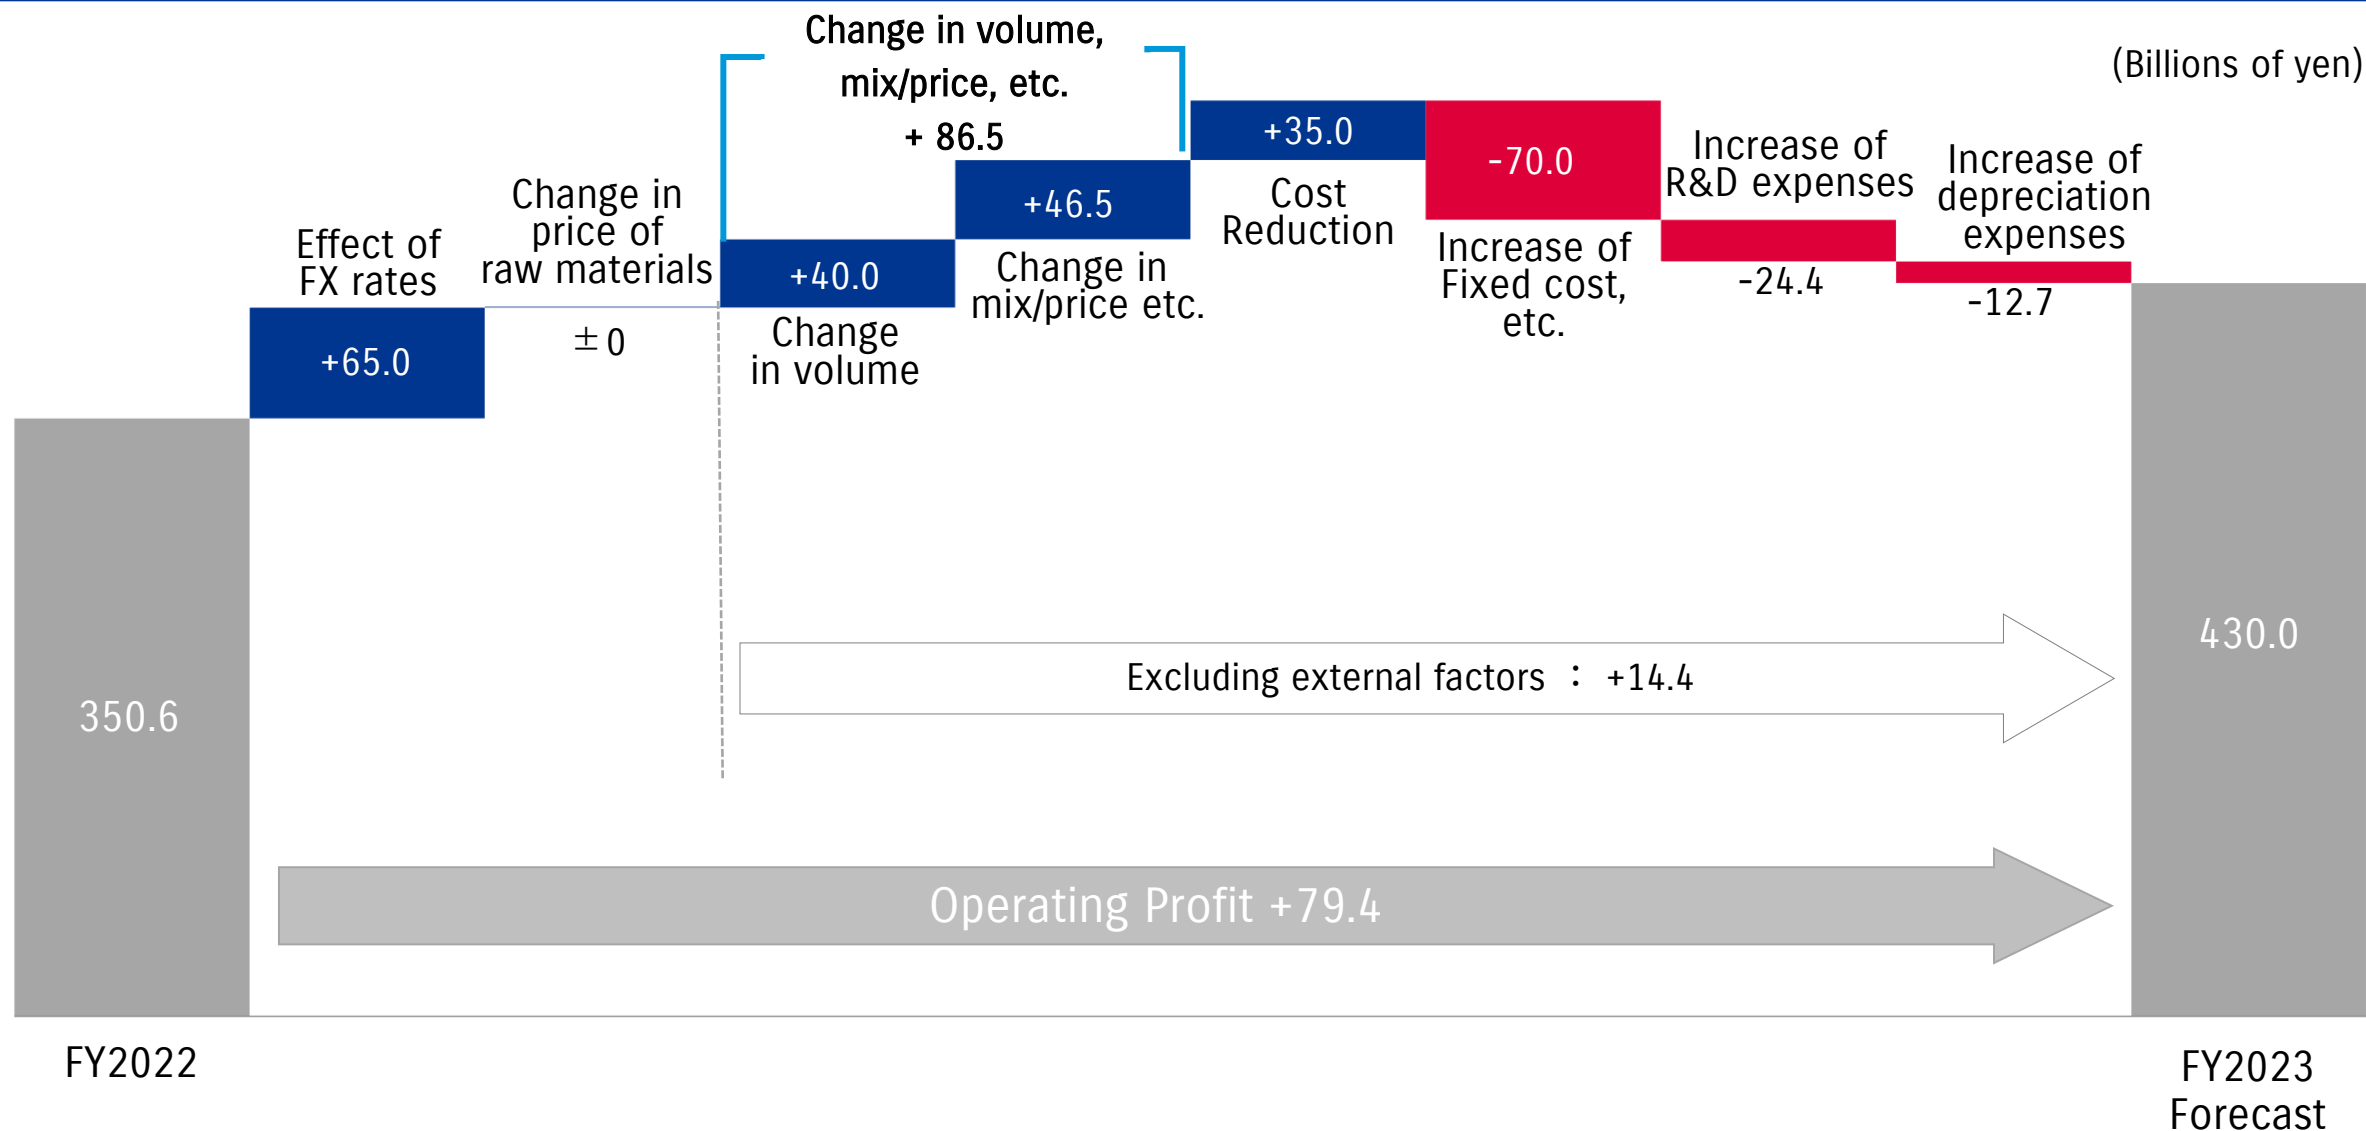 (Billions of yen)
Change in volume,
mix/price, etc.
+ 86.5
Effect of
FX rates
+65.0
Change in
price of
raw materials
±0
+40.0
Change
in volume
+46.5
Change in
mix/price etc.
+35.0
Cost
Reduction
-70.0
Increase of
Fixed cost,
etc.
Increase of
R&D expenses
-24.4
Increase of
depreciation
expenses
-12.7
350.6
430.0
Excluding external factors : +14.4
Operating Profit +79.4
FY2022
FY2023
Forecast